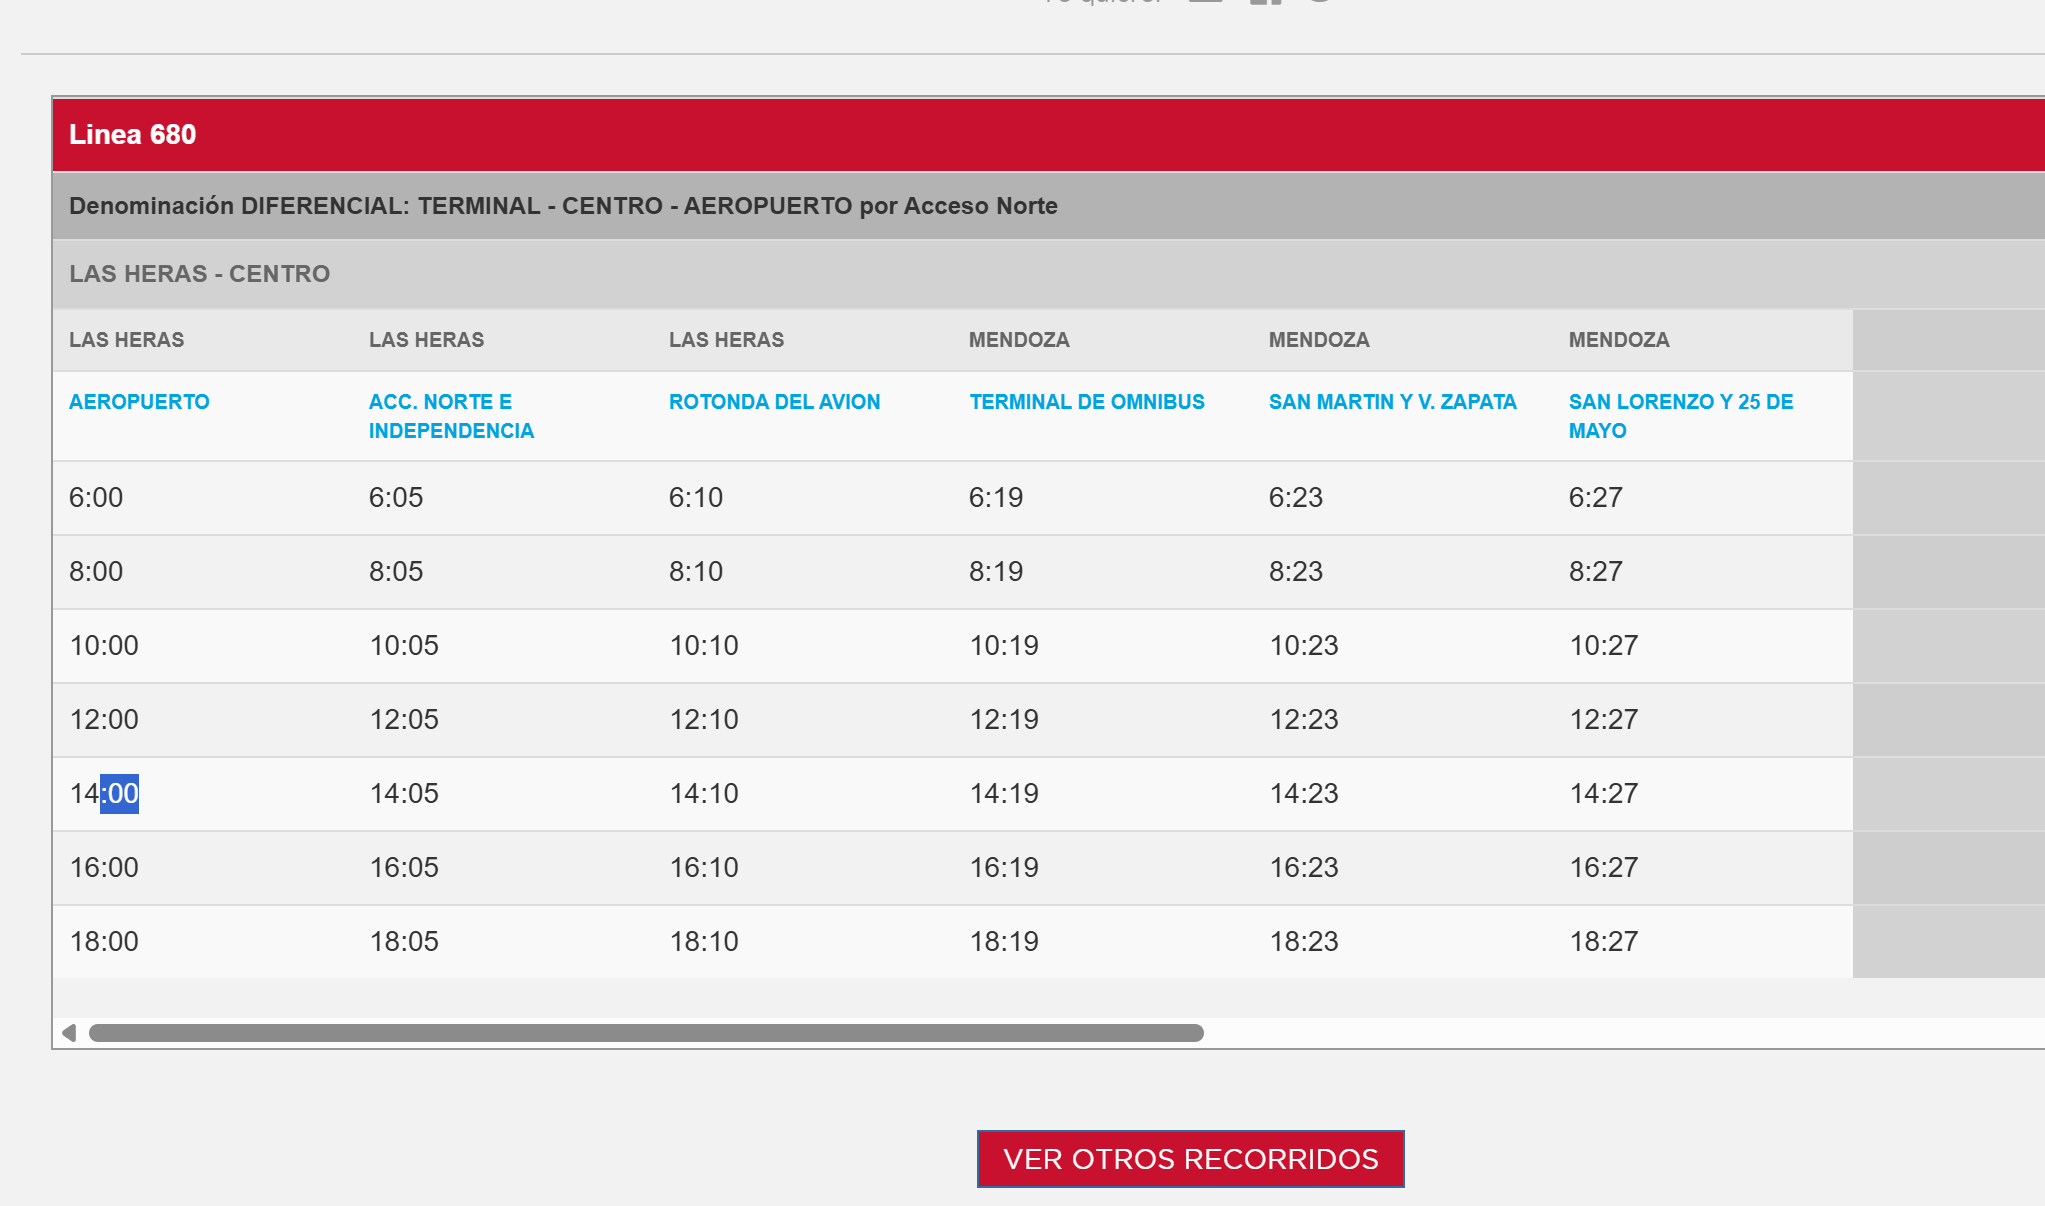 Linea 680
Denominación DIFERENCIAL: TERMINAL - CENTRO - AEROPUERTO por Acceso Norte
LAS HERAS - CENTRO
LAS HERAS LAS HERAS LAS HERAS MENDOZA MENDOZA MENDOZA
AEROPUERTO ACC. NORTE E INDEPENDENCIA ROTONDA DEL AVION TERMINAL DE OMNIBUS SAN MARTIN Y V. ZAPATA SAN LORENZO Y 25 DE MAYO
6:00 6:05 6:10 6:19 6:23 6:27
8:00 8:05 8:10 8:19 8:23 8:27
10:00 10:05 10:10 10:19 10:23 10:27
12:00 12:05 12:10 12:19 12:23 12:27
14:00 14:05 14:10 14:19 14:23 14:27
16:00 16:05 16:10 16:19 16:23 16:27
18:00 18:05 18:10 18:19 18:23 18:27
VER OTROS RECORRIDOS